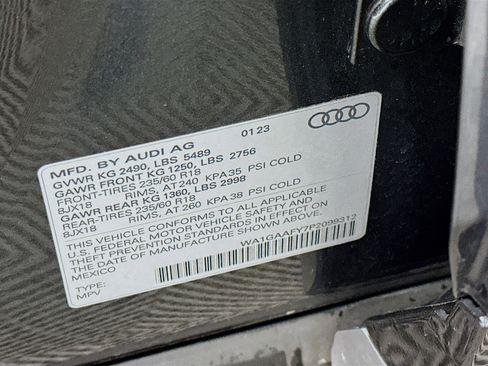 MFD. BY AUDI AG 01 23
GVWR KG 2490, LBS 5489
GAWR FRONT KG 1250, LBS 2756
FRONT-TIRES 235/60 R18
8JX18 RIMS, AT 240 KPA 35 PSI COLD
GAWR REAR KG 1360, LBS 2998
REAR-TIRES 235/60 R18
8JX18 RIMS, AT 260 KPA 38 PSI COLD
THIS VEHICLE CONFORMS TO ALL APPLICABLE
U.S. FEDERAL MOTOR VEHICLE SAFETY AND
THEFT PREVENTION STANDARDS IN EFFECT ON
THE DATE OF MANUFACTURE SHOWN ABOVE.
MEXICO
WA1GAAFY7P2099312
TYPE:
MPV